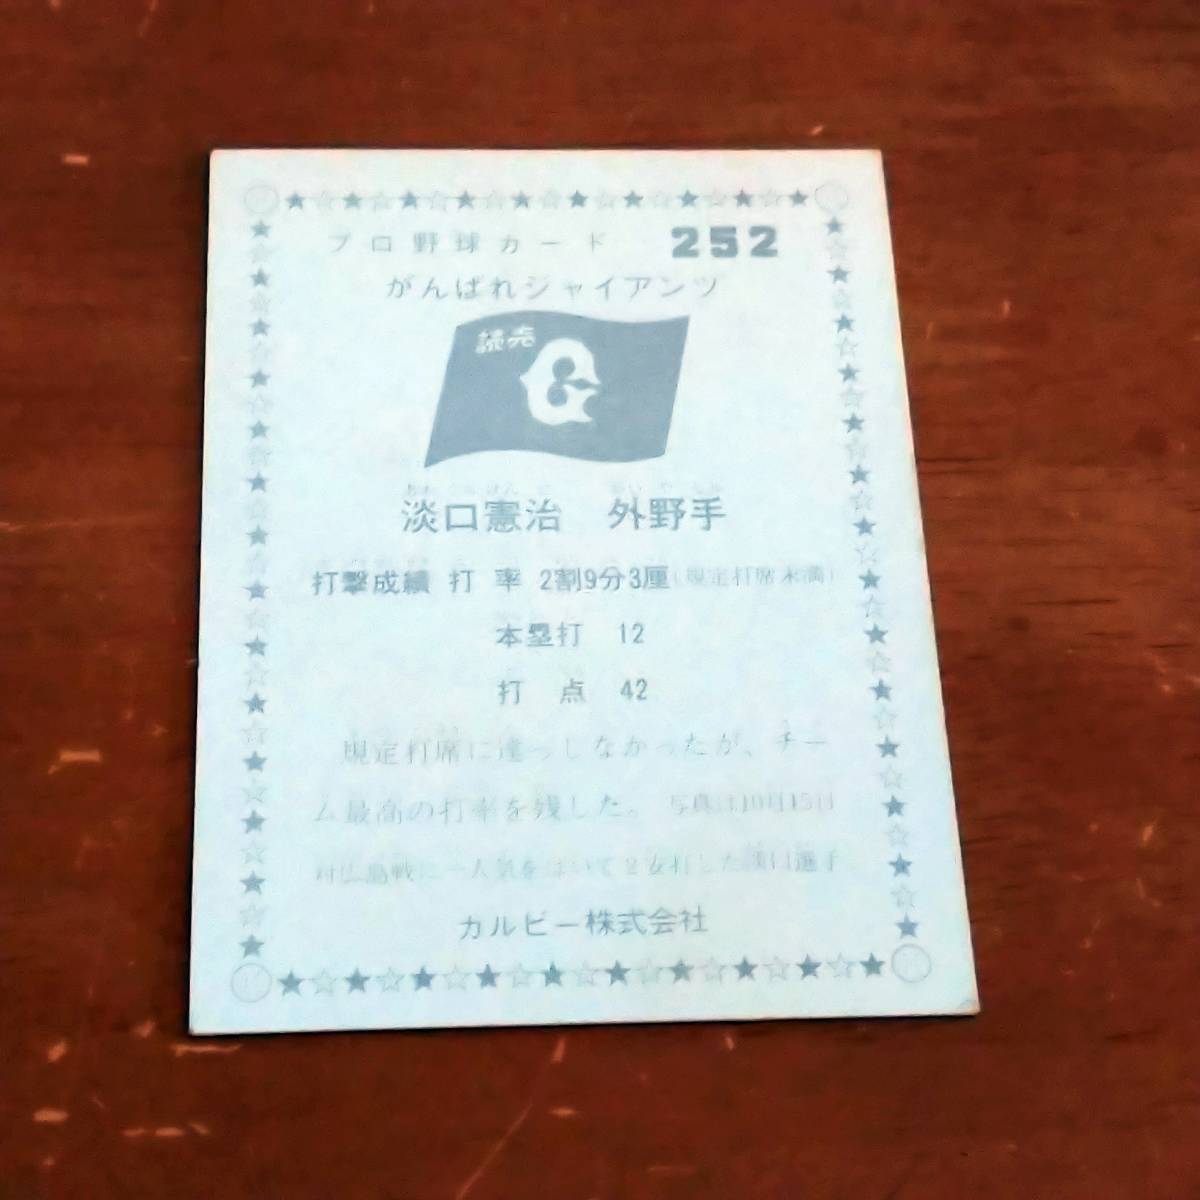 プロ野球カード 252
がんばれジャイアンツ
読売
G
淡口憲治 外野手
打撃成績 打率 2割9分3厘(規定打席未満)
本塁打 12
打点 42
規定打席に達っしなかったが、チー
ム最高の打率を残した。写真は10月15日
対広島戦に一人気をはいて2安打した淡口選手
カルビー株式会社